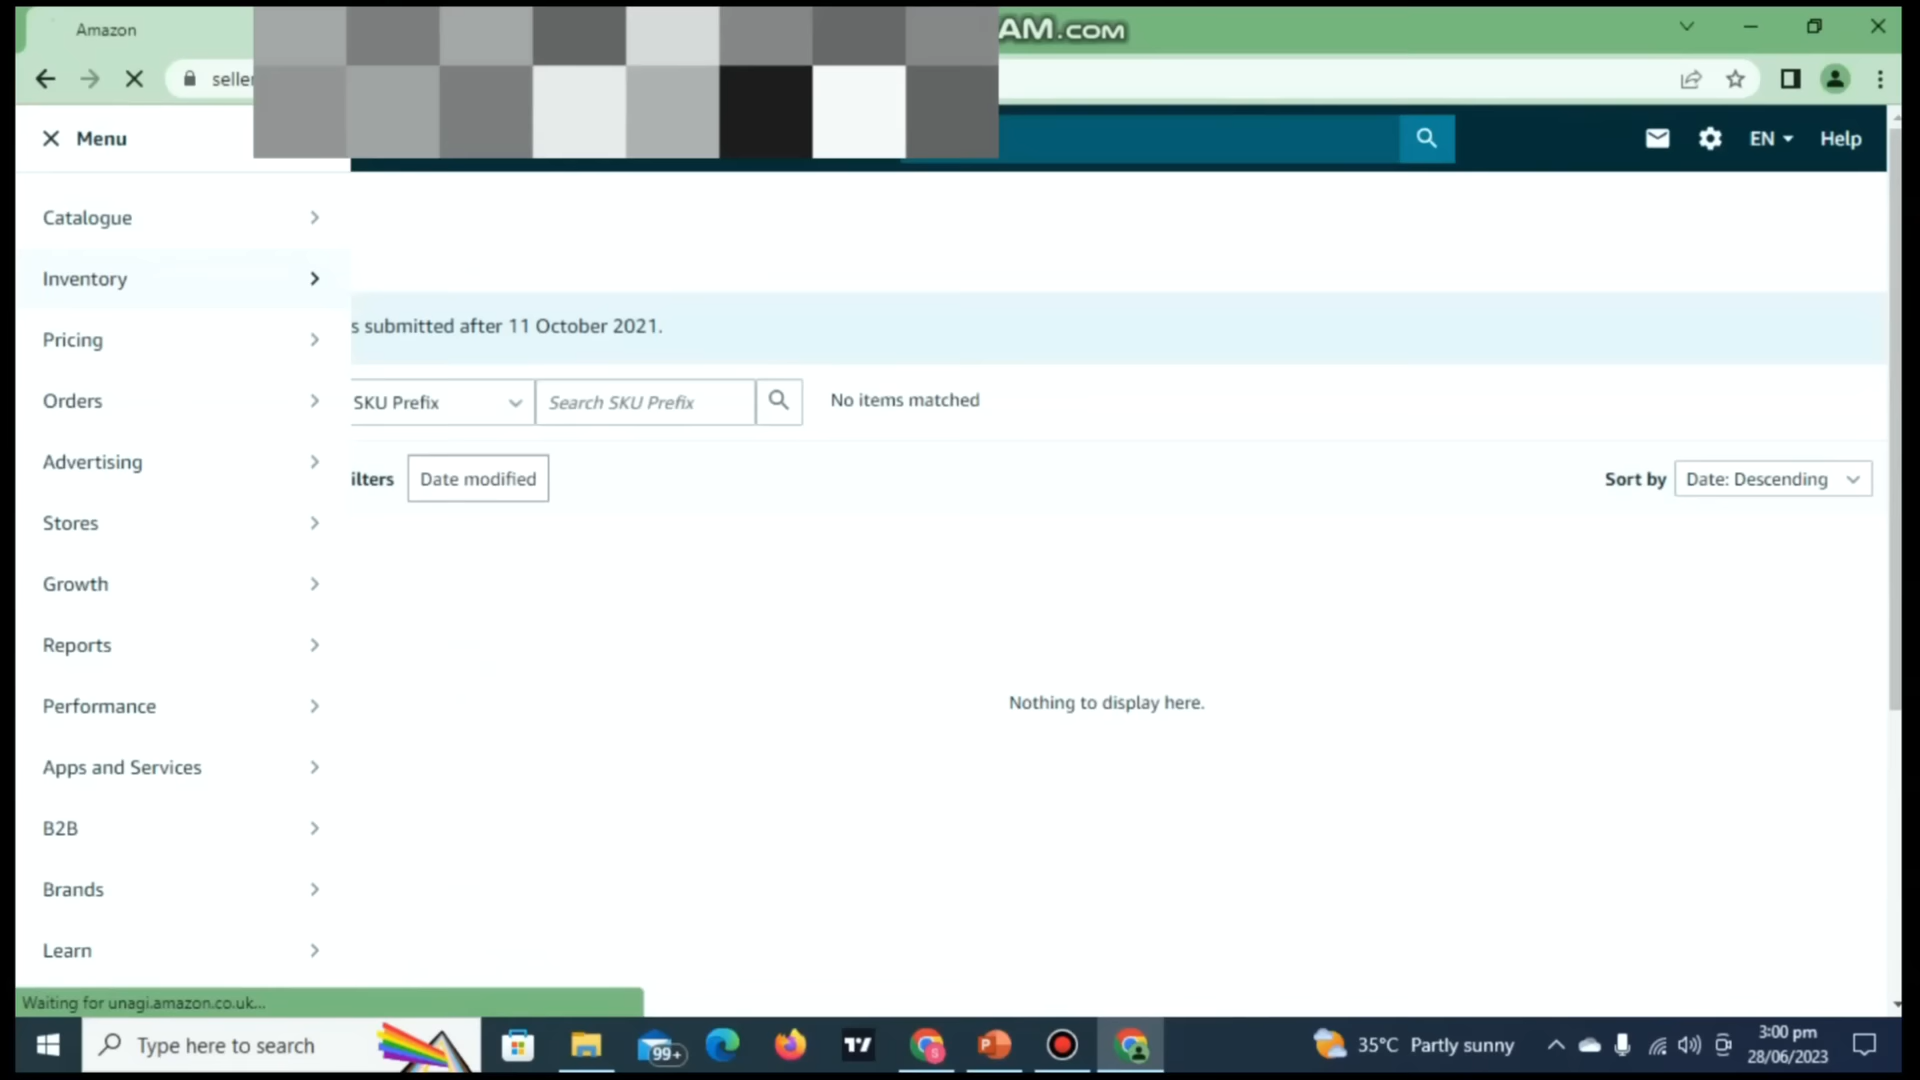 Amazon
AM.COM
seller
Menu
EN
Help
Catalogue
Inventory
s submitted after 11 October 2021.
Pricing
Orders
SKU Prefix
Search SKU Prefix
No items matched
Advertising
ilters
Date modified
Sort by
Date: Descending
Stores
Growth
Reports
Performance
Nothing to display here.
Apps and Services
B2B
Brands
Learn
Waiting for unagi.amazon.co.uk...
Type here to search
99+
S
P
35°C Partly sunny
3:00 pm
28/06/2023